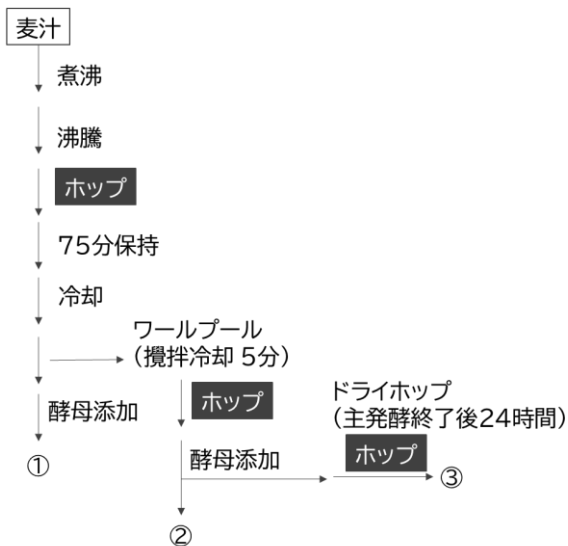 麦汁
煮沸
沸騰
ホップ
75分保持
冷却
ワールプール
（攪拌冷却 5分）
ホップ
酵母添加
①
ドライホップ
（主発酵終了後24時間）
ホップ
酵母添加
③
②